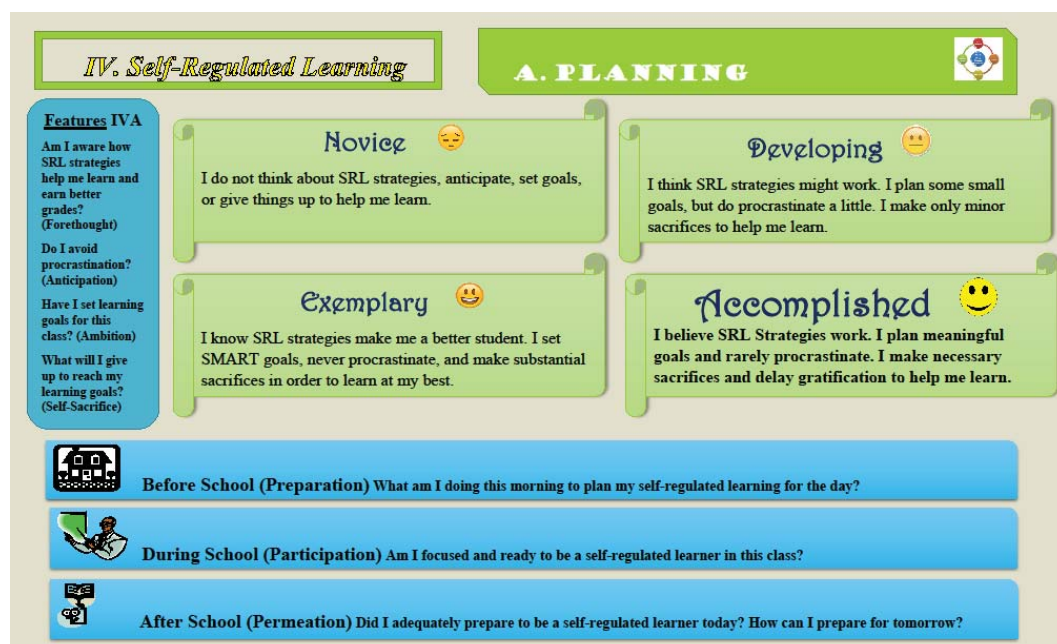 IV. Self-Regulated Learning
A. PLANNING
Features IVA
Am I aware how
SRL strategies
help me learn and
earn better
grades?
(Forethought)
Do I avoid
procrastination?
(Anticipation)
Have I set learning
goals for this
class? (Ambition)
What will I give
up to reach my
learning goals?
(Self-Sacrifice)
Novice
I do not think about SRL strategies, anticipate, set goals,
or give things up to help me learn.
Developing
I think SRL strategies might work. I plan some small
goals, but do procrastinate a little. I make only minor
sacrifices to help me learn.
Exemplary
I know SRL strategies make me a better student. I set
SMART goals, never procrastinate, and make substantial
sacrifices in order to learn at my best.
Accomplished
I believe SRL Strategies work. I plan meaningful
goals and rarely procrastinate. I make necessary
sacrifices and delay gratification to help me learn.
Before School (Preparation) What am I doing this morning to plan my self-regulated learning for the day?
During School (Participation) Am I focused and ready to be a self-regulated learner in this class?
After School (Permeation) Did I adequately prepare to be a self-regulated learner today? How can I prepare for tomorrow?